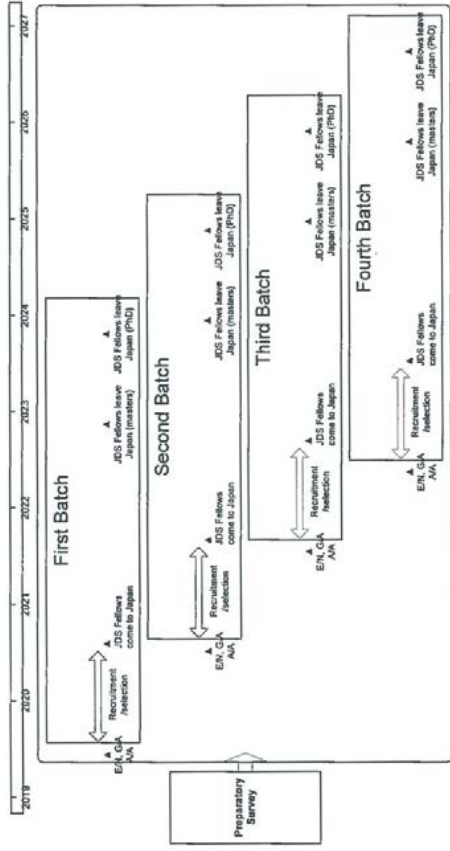 2019
2020
2021
2022
2023
2024
2025
2026
2027
Preparatory
Survey
First Batch
E/N, G/A
A/A
Recruitment
/selection
JDS Fellows
come to Japan
JDS Fellows leave
Japan (masters)
JDS Fellows leave
Japan (PhD)
Second Batch
E/N, G/A
A/A
Recruitment
/selection
JDS Fellows
come to Japan
JDS Fellows leave
Japan (masters)
JDS Fellows leave
Japan (PhD)
Third Batch
E/N, G/A
A/A
Recruitment
/selection
JDS Fellows
come to Japan
JDS Fellows leave
Japan (masters)
JDS Fellows leave
Japan (PhD)
Fourth Batch
E/N, G/A
A/A
Recruitment
/selection
JDS Fellows
come to Japan
JDS Fellows leave
Japan (masters)
JDS Fellows leave
Japan (PhD)